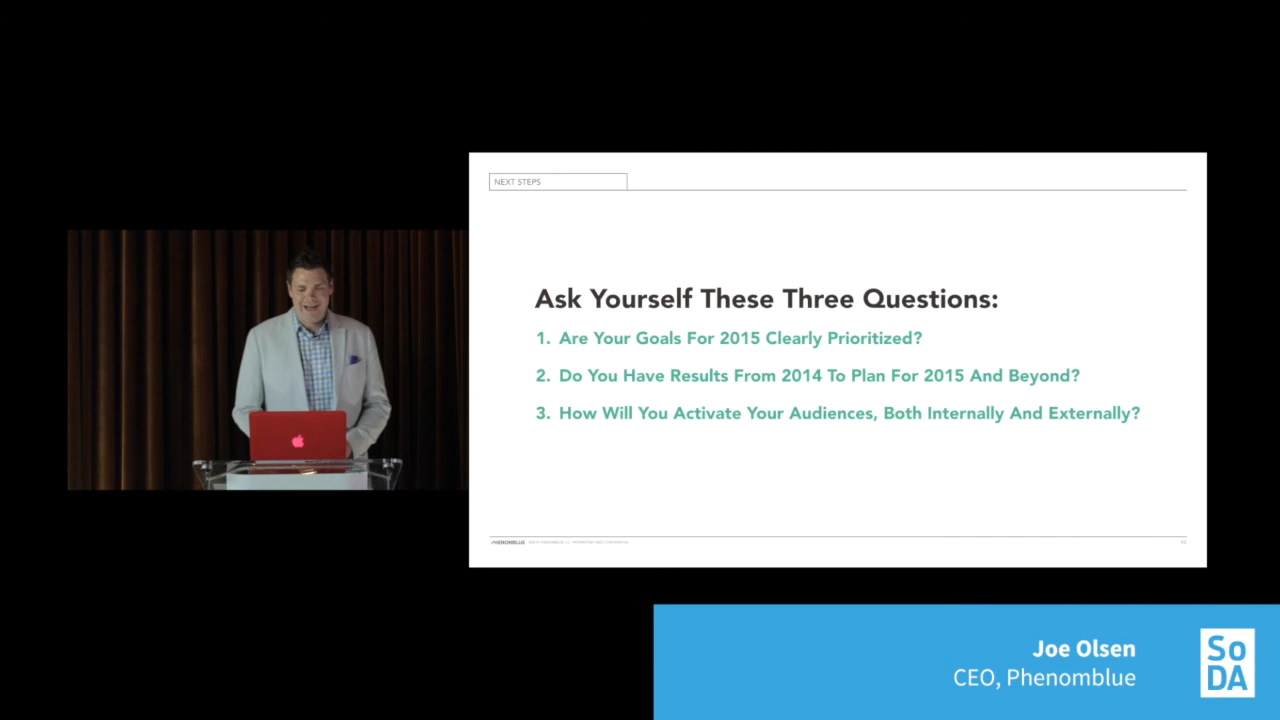 NEXT STEPS
Ask Yourself These Three Questions:
1. Are Your Goals For 2015 Clearly Prioritized?
2. Do You Have Results From 2014 To Plan For 2015 And Beyond?
3. How Will You Activate Your Audiences, Both Internally And Externally?
PHENOMBLUE
Joe Olsen
CEO, Phenomblue
So
DA